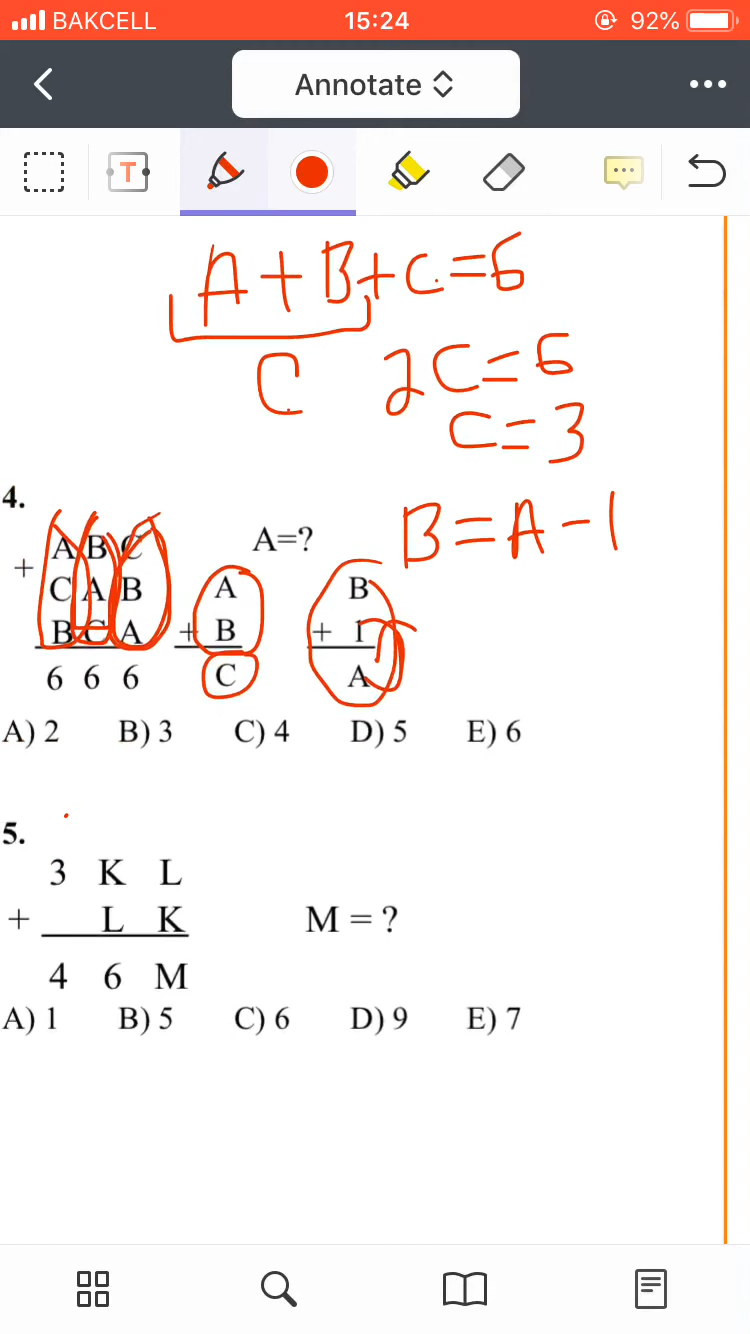 BAKCELL 15:24 92%
Annotate
T
A + B + C = 6
C 2C = 6
C = 3
4.
B = A - 1
A B C A=?
+ C A B A B
B C A + B + 1
6 6 6 C A
A) 2 B) 3 C) 4 D) 5 E) 6
5.
3 K L
+ L K M = ?
4 6 M
A) 1 B) 5 C) 6 D) 9 E) 7